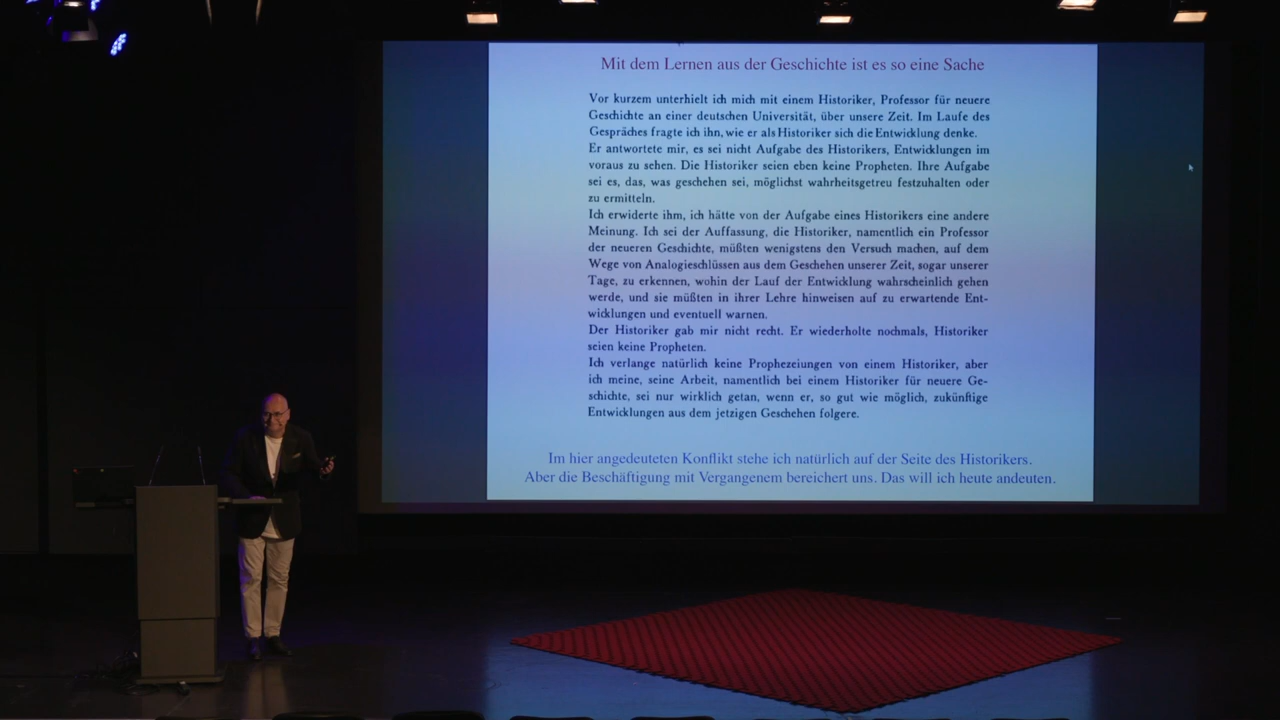 Mit dem Lernen aus der Geschichte ist es so eine Sache
Vor kurzem unterhielt ich mich mit einem Historiker, Professor für neuere
Geschichte an einer deutschen Universität, über unsere Zeit. Im Laufe des
Gespräches fragte ich ihn, wie er als Historiker sich die Entwicklung denke.
Er antwortete mir, es sei nicht Aufgabe des Historikers, Entwicklungen im
voraus zu sehen. Die Historiker seien eben keine Propheten. Ihre Aufgabe
sei es, das, was geschehen sei, möglichst wahrheitsgetreu festzuhalten oder
zu ermitteln.
Ich erwiderte ihm, ich hätte von der Aufgabe eines Historikers eine andere
Meinung. Ich sei der Auffassung, die Historiker, namentlich ein Professor
der neueren Geschichte, müßten wenigstens den Versuch machen, auf dem
Wege von Analogieschlüssen aus dem Geschehen unserer Zeit, sogar unserer
Tage, zu erkennen, wohin der Lauf der Entwicklung wahrscheinlich gehen
werde, und sie müßten in ihrer Lehre hinweisen auf zu erwartende Ent-
wicklungen und eventuell warnen.
Der Historiker gab mir nicht recht. Er wiederholte nochmals, Historiker
seien keine Propheten.
Ich verlange natürlich keine Prophezeiungen von einem Historiker, aber
ich meine, seine Arbeit, namentlich bei einem Historiker für neuere Ge-
schichte, sei nur wirklich getan, wenn er, so gut wie möglich, zukünftige
Entwicklungen aus dem jetzigen Geschehen folgere.
Im hier angedeuteten Konflikt stehe ich natürlich auf der Seite des Historikers.
Aber die Beschäftigung mit Vergangenem bereichert uns. Das will ich heute andeuten.